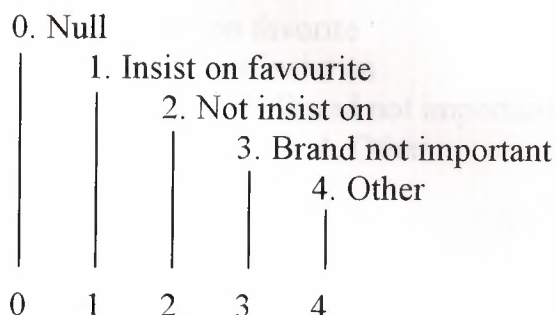 0. Null
1. Insist on favourite
2. Not insist on
3. Brand not important
4. Other
0 1 2 3 4